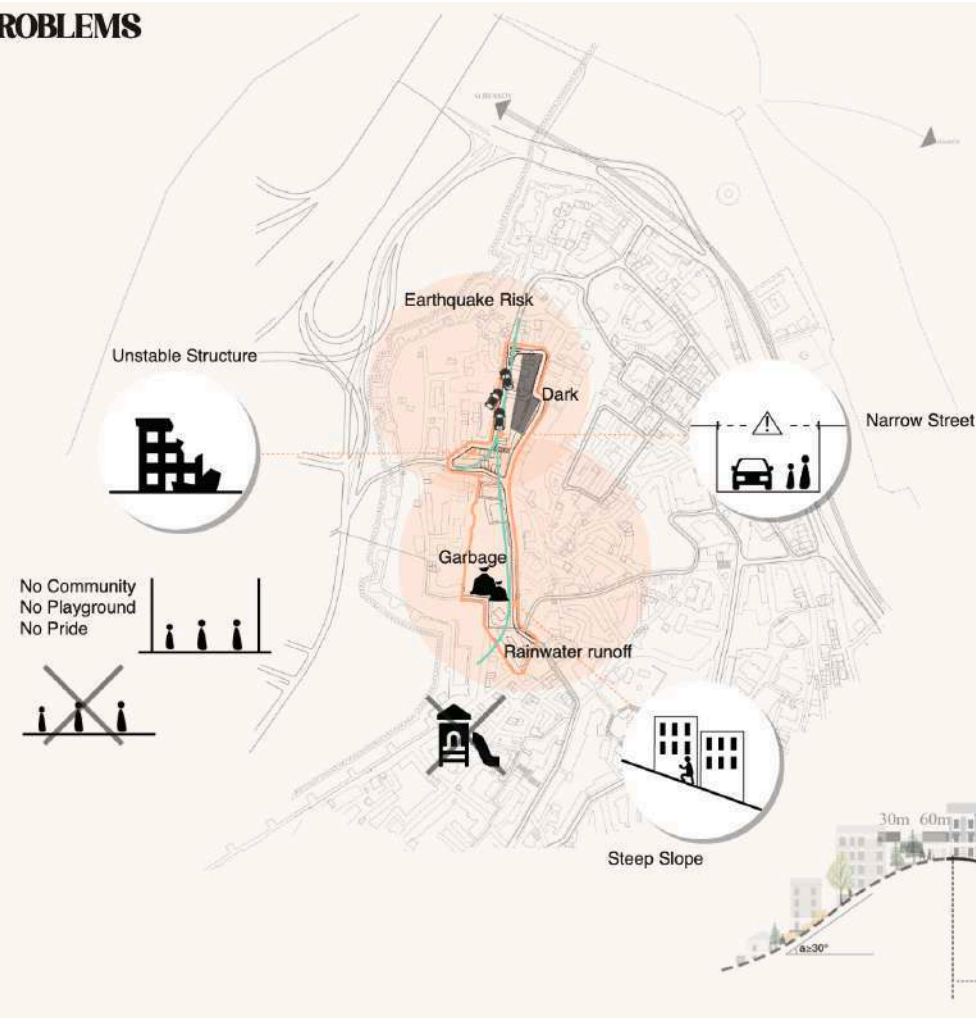 ROBLEMS
Earthquake Risk
Unstable Structure
Dark
Narrow Street
Garbage
No Community
No Playground
No Pride
Rainwater runoff
Steep Slope
30m 60m
a≥30°